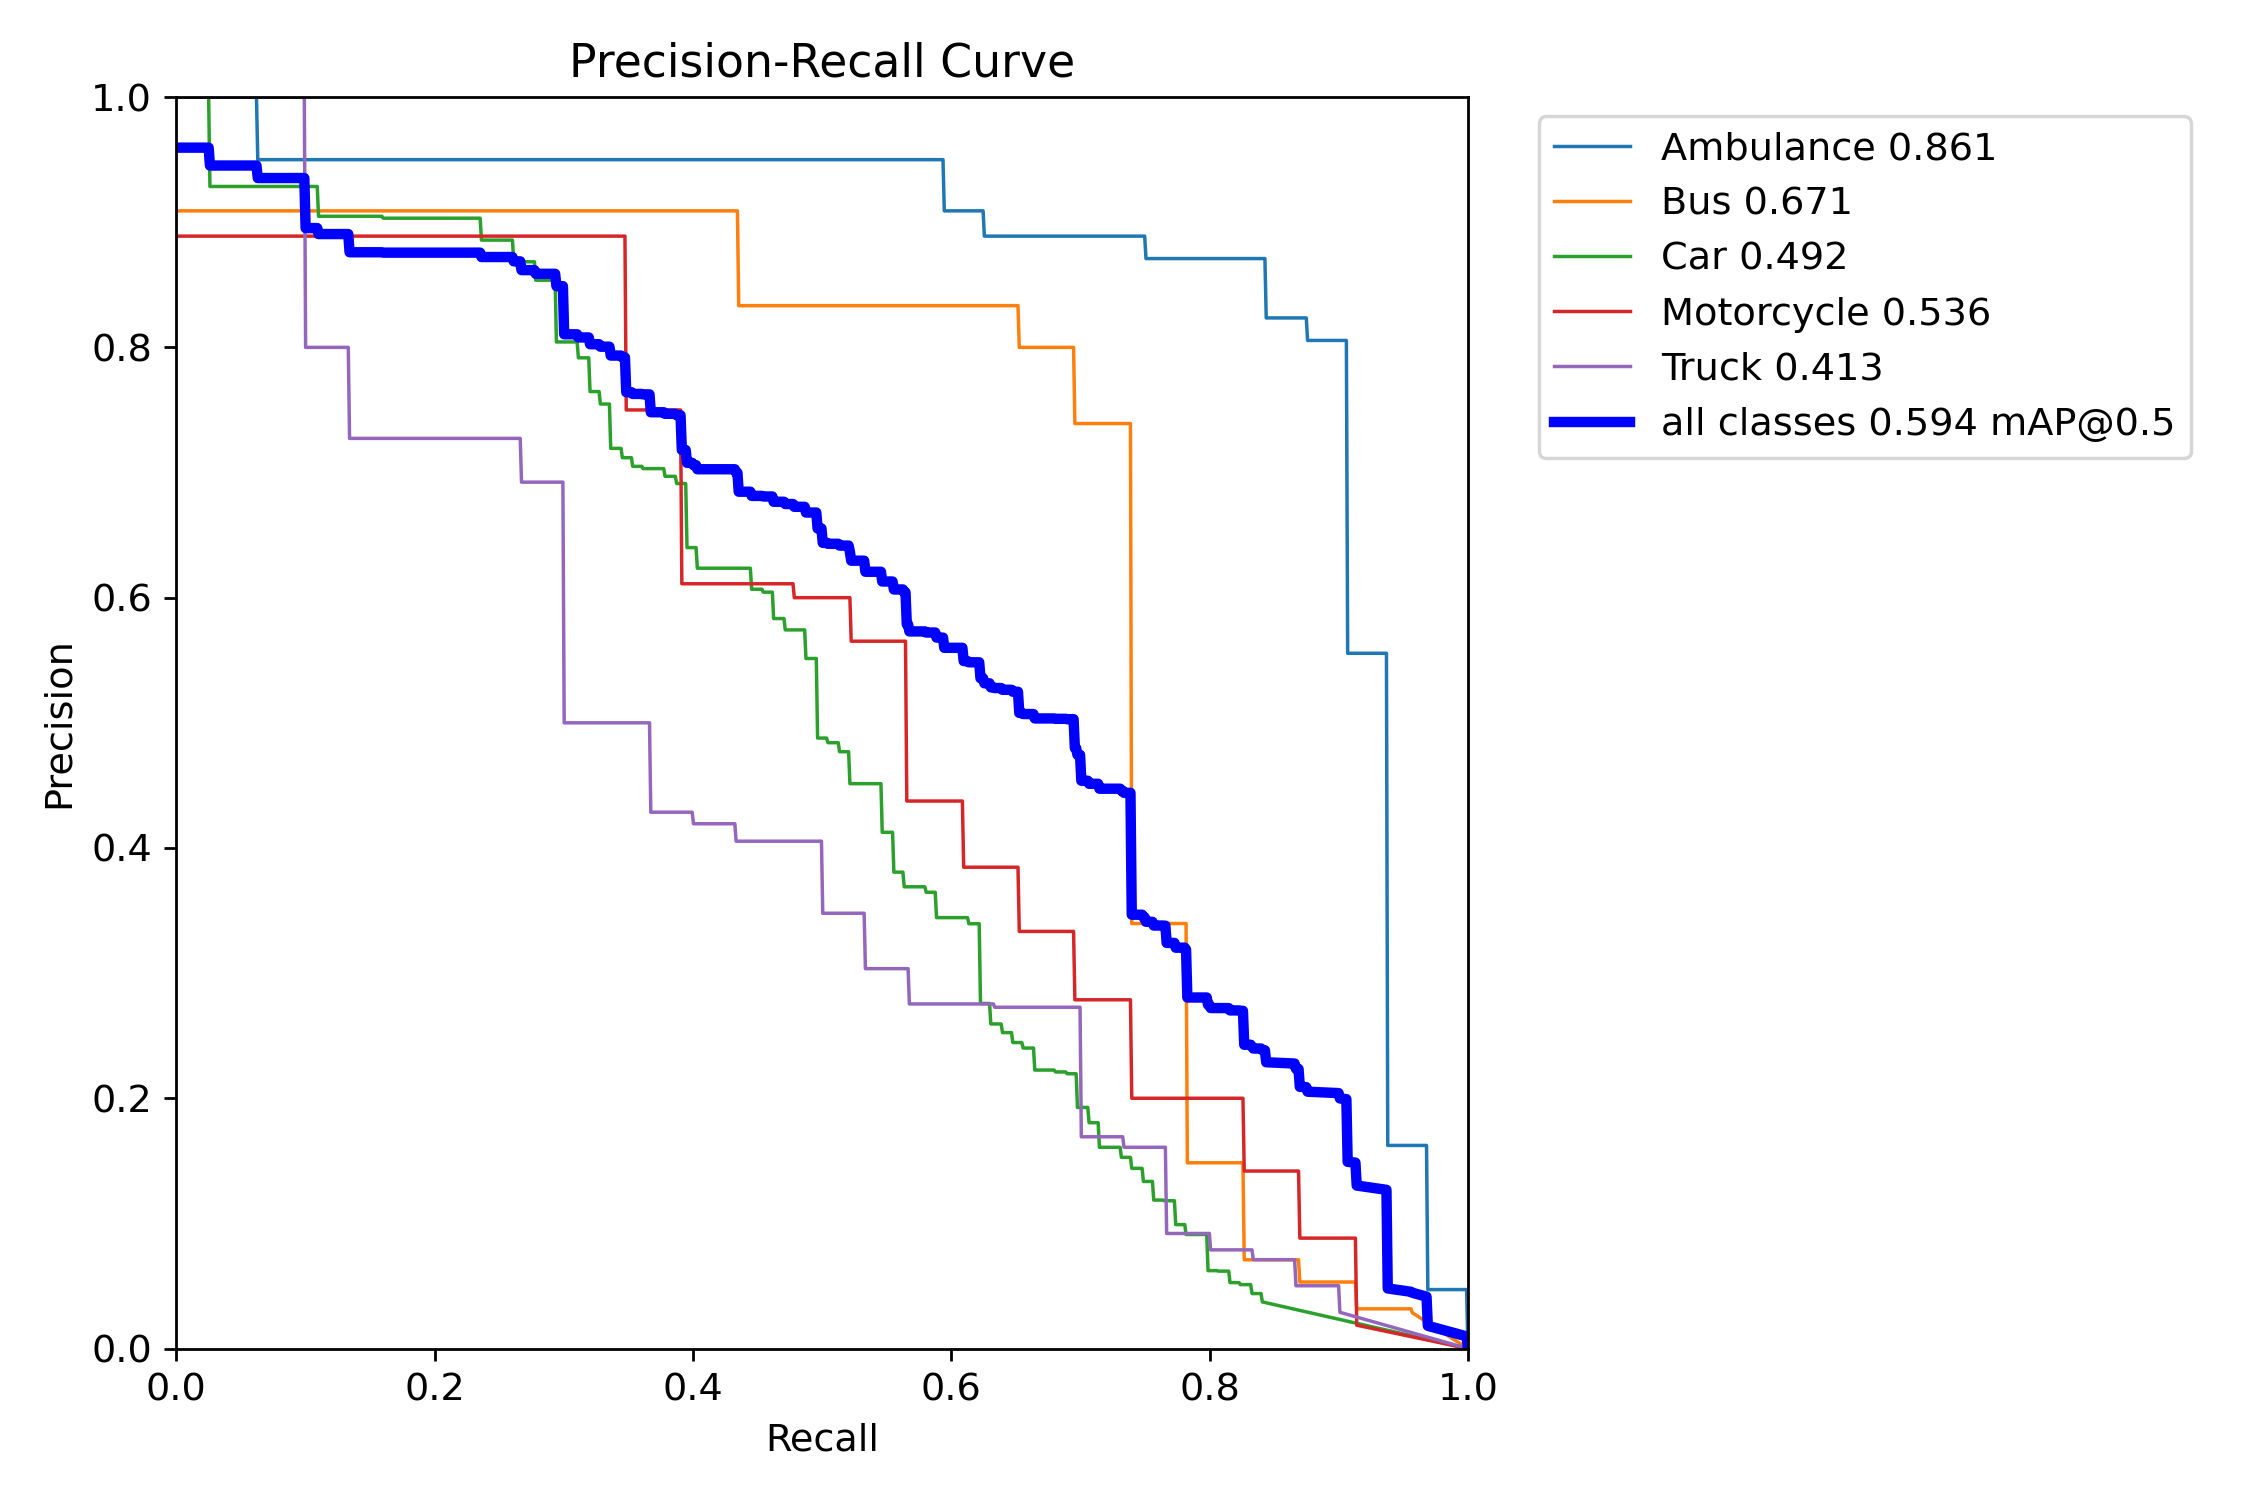 Precision-Recall Curve
1.0
0.8
0.6
0.4
0.2
0.0
Precision
0.0 0.2 0.4 0.6 0.8 1.0
Recall
Ambulance 0.861
Bus 0.671
Car 0.492
Motorcycle 0.536
Truck 0.413
all classes 0.594 mAP@0.5